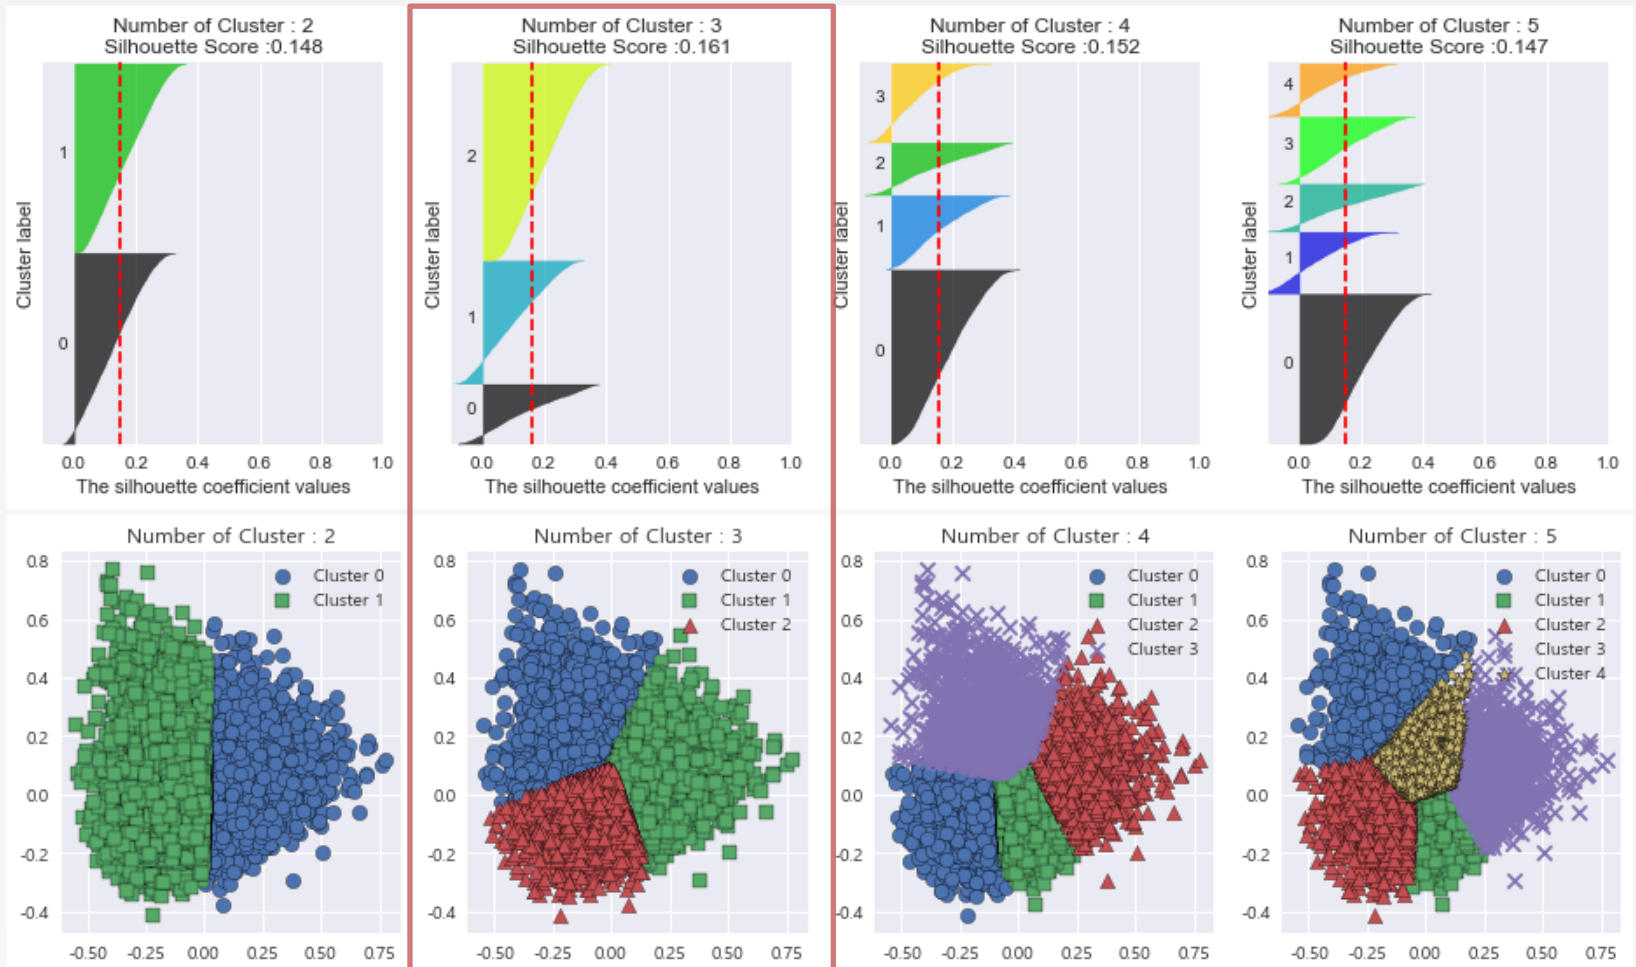 Number of Cluster : 2
Silhouette Score :0.148
Cluster label
1
0
0.0 0.2 0.4 0.6 0.8 1.0
The silhouette coefficient values
Number of Cluster : 3
Silhouette Score :0.161
Cluster label
2
1
0
0.0 0.2 0.4 0.6 0.8 1.0
The silhouette coefficient values
Number of Cluster : 4
Silhouette Score :0.152
Cluster label
3
2
1
0
0.0 0.2 0.4 0.6 0.8 1.0
The silhouette coefficient values
Number of Cluster : 5
Silhouette Score :0.147
Cluster label
4
3
2
1
0
0.0 0.2 0.4 0.6 0.8 1.0
The silhouette coefficient values
Number of Cluster : 2
Cluster 0
Cluster 1
0.8
0.6
0.4
0.2
0.0
-0.2
-0.4
-0.50 -0.25 0.00 0.25 0.50 0.75
Number of Cluster : 3
Cluster 0
Cluster 1
Cluster 2
0.8
0.6
0.4
0.2
0.0
-0.2
-0.4
-0.50 -0.25 0.00 0.25 0.50 0.75
Number of Cluster : 4
Cluster 0
Cluster 1
Cluster 2
Cluster 3
0.8
0.6
0.4
0.2
0.0
-0.2
-0.4
-0.50 -0.25 0.00 0.25 0.50 0.75
Number of Cluster : 5
Cluster 0
Cluster 1
Cluster 2
Cluster 3
Cluster 4
0.8
0.6
0.4
0.2
0.0
-0.2
-0.4
-0.50 -0.25 0.00 0.25 0.50 0.75